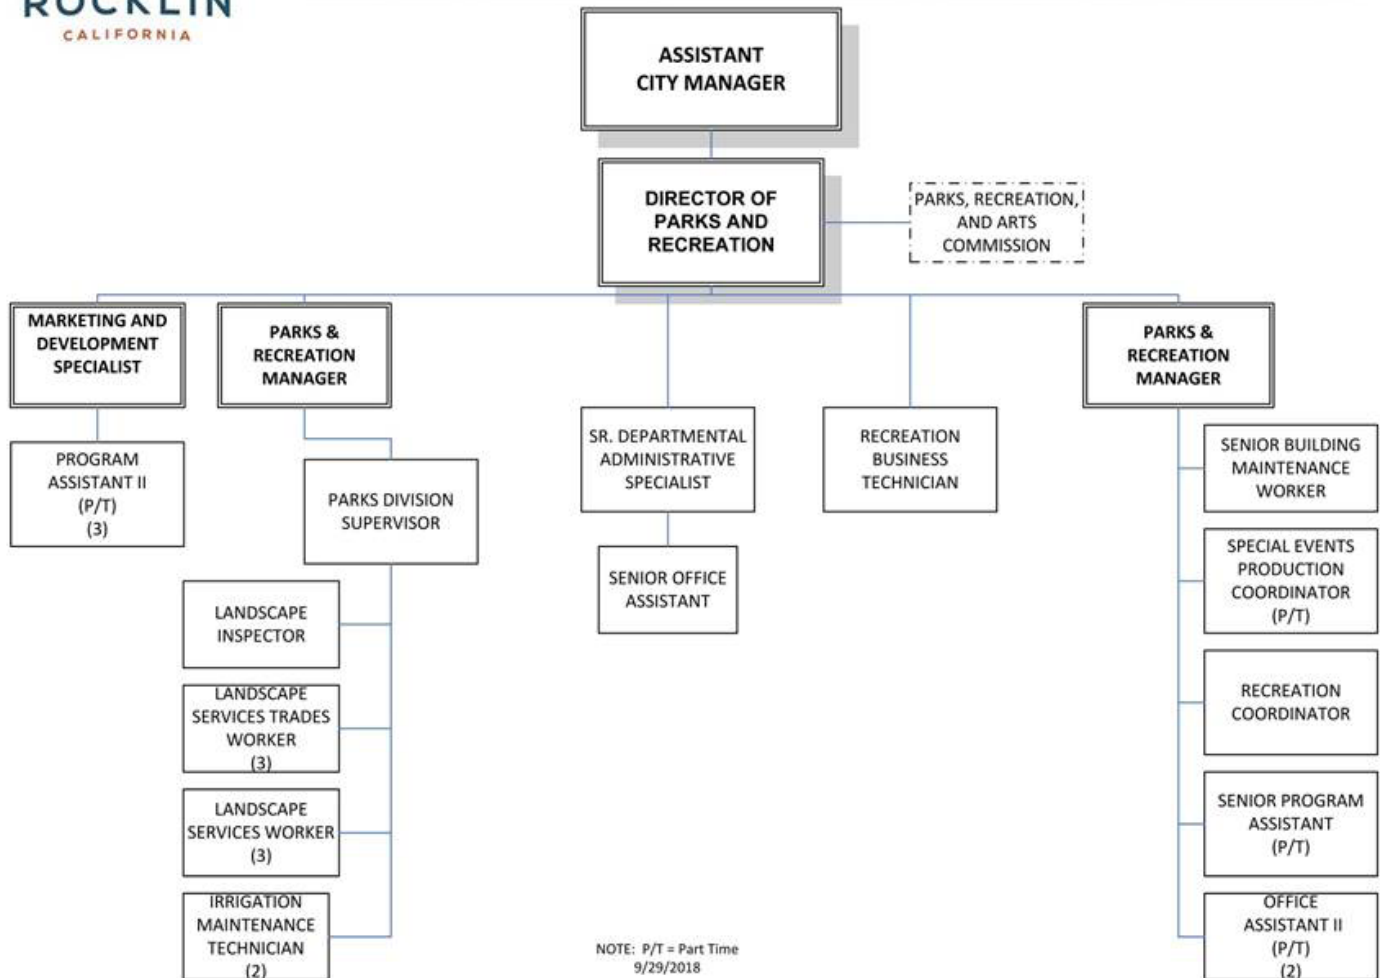 ROCKLIN
CALIFORNIA
ASSISTANT
CITY MANAGER
DIRECTOR OF
PARKS AND
RECREATION
PARKS, RECREATION,
AND ARTS
COMMISSION
MARKETING AND
DEVELOPMENT
SPECIALIST
PARKS &
RECREATION
MANAGER
PARKS &
RECREATION
MANAGER
PROGRAM
ASSISTANT II
(P/T)
(3)
PARKS DIVISION
SUPERVISOR
SR. DEPARTMENTAL
ADMINISTRATIVE
SPECIALIST
RECREATION
BUSINESS
TECHNICIAN
SENIOR BUILDING
MAINTENANCE
WORKER
SENIOR OFFICE
ASSISTANT
SPECIAL EVENTS
PRODUCTION
COORDINATOR
(P/T)
LANDSCAPE
INSPECTOR
RECREATION
COORDINATOR
LANDSCAPE
SERVICES TRADES
WORKER
(3)
LANDSCAPE
SERVICES WORKER
(3)
SENIOR PROGRAM
ASSISTANT
(P/T)
IRRIGATION
MAINTENANCE
TECHNICIAN
(2)
OFFICE
ASSISTANT II
(P/T)
(2)
NOTE: P/T = Part Time
9/29/2018